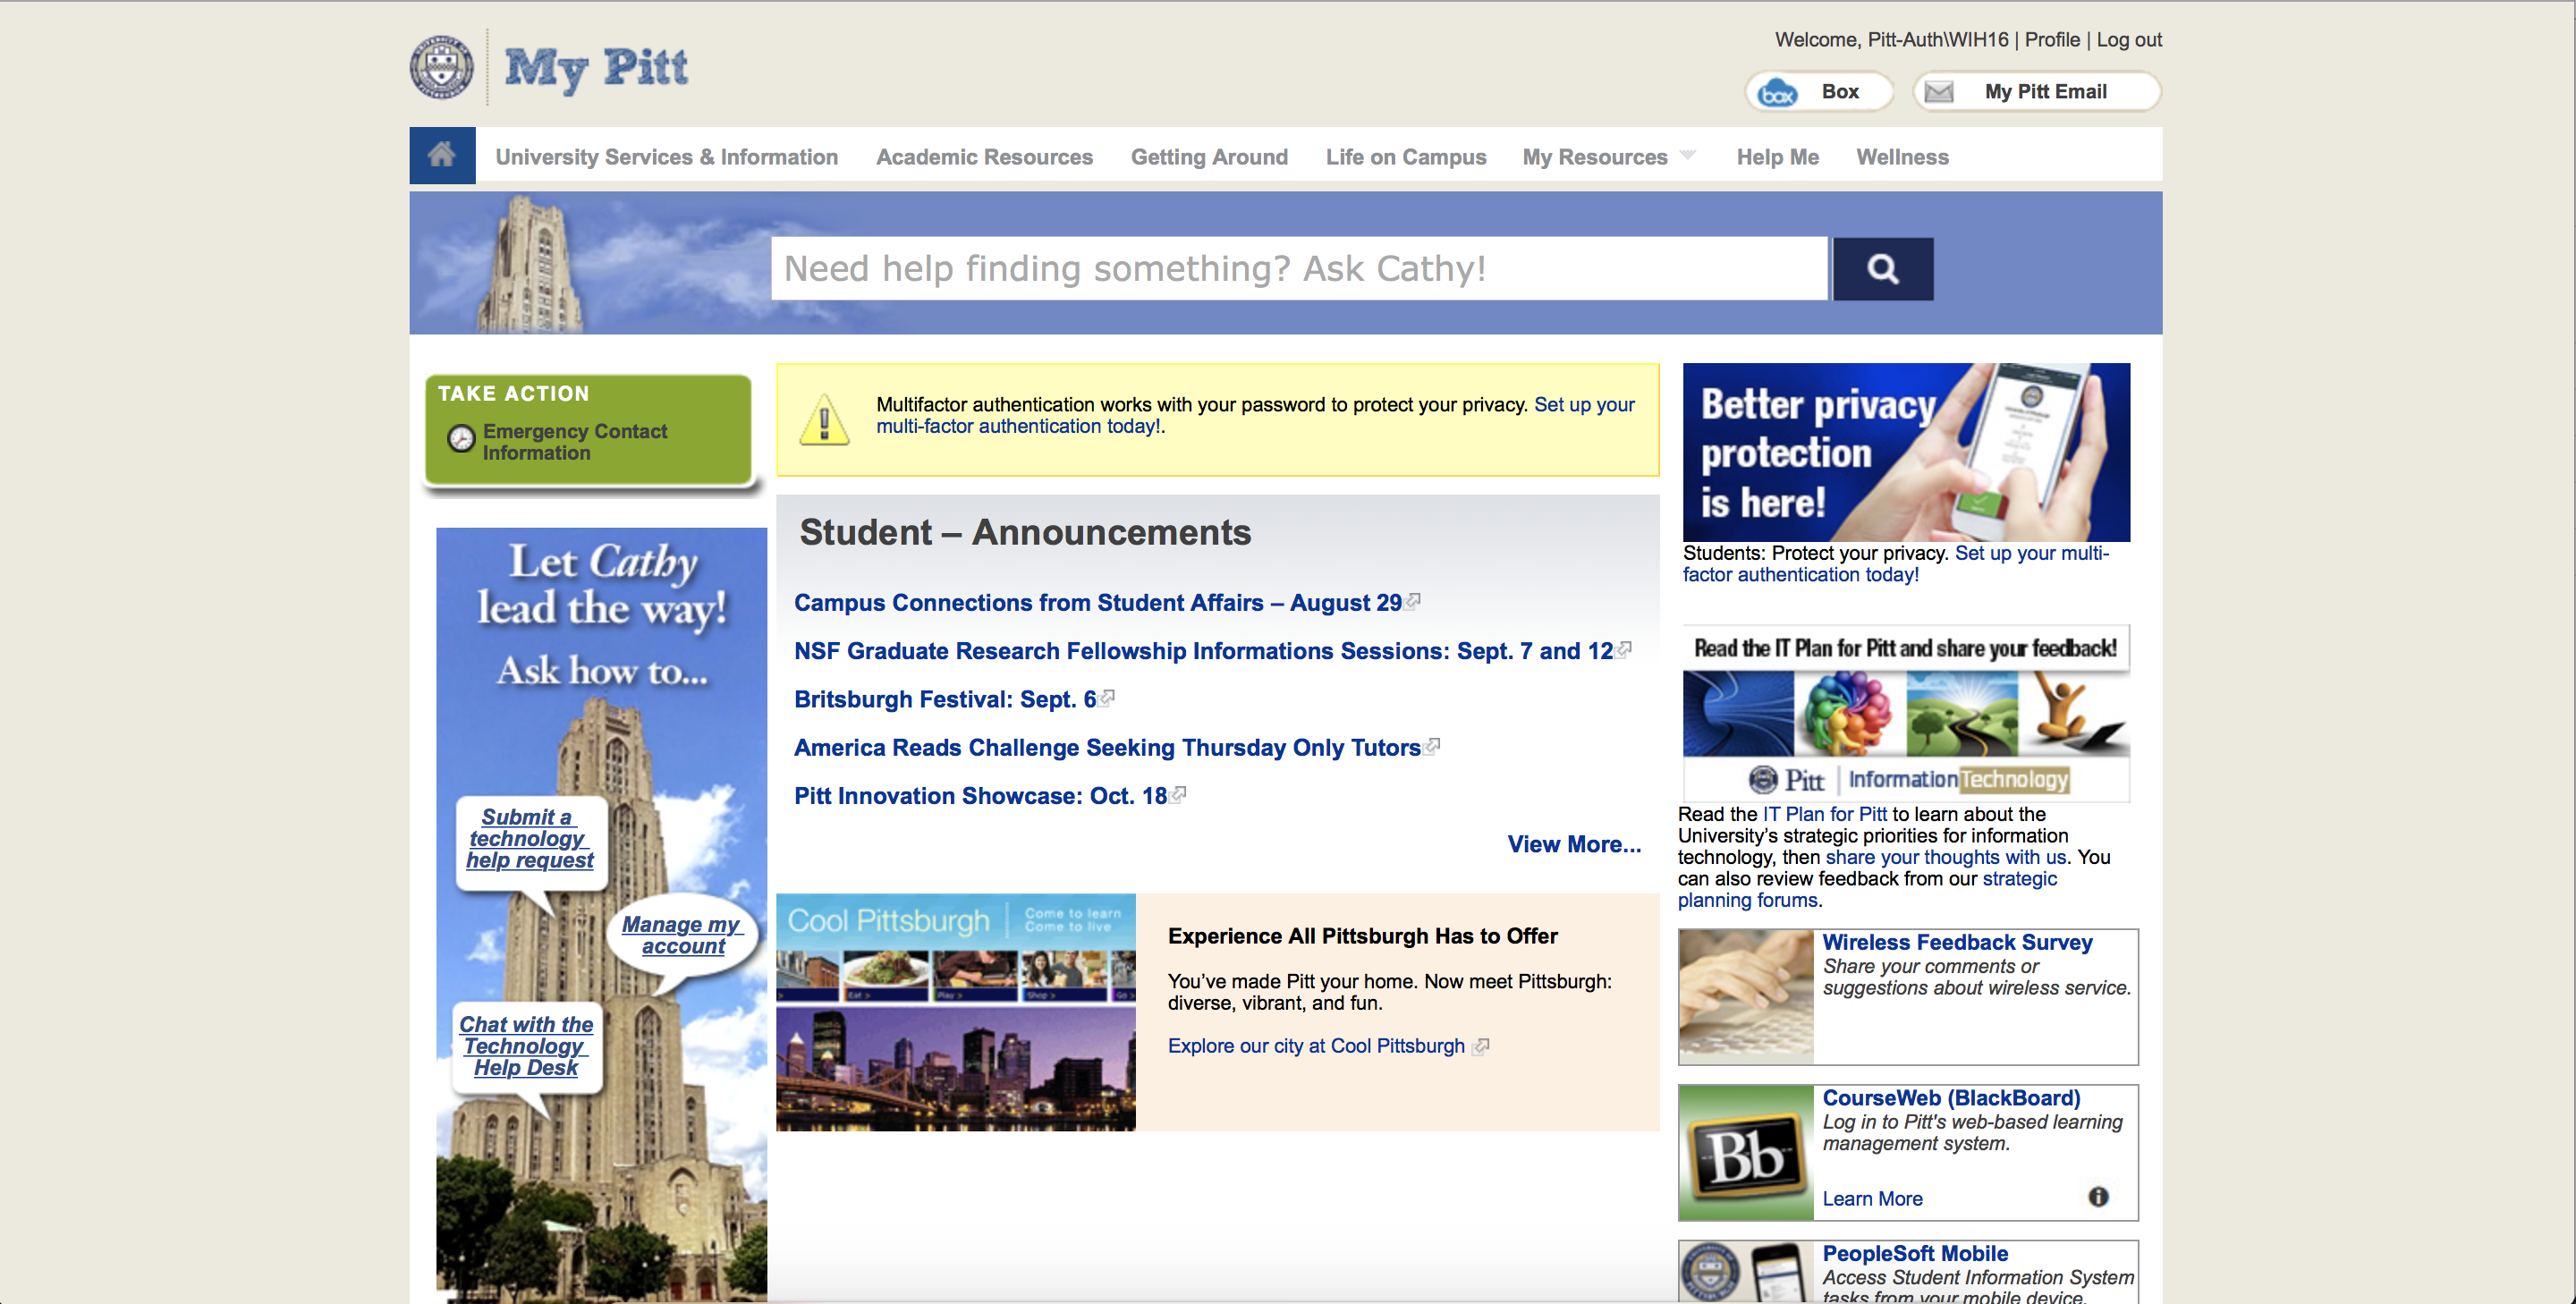 My Pitt
Welcome, Pitt-Auth\WIH16 | Profile | Log out
box Box
My Pitt Email
University Services & Information
Academic Resources
Getting Around
Life on Campus
My Resources
Help Me
Wellness
Need help finding something? Ask Cathy!
TAKE ACTION
Emergency Contact
Information
Let Cathy
lead the way!
Ask how to...
Submit a
technology
help request
Manage my
account
Chat with the
Technology
Help Desk
Multifactor authentication works with your password to protect your privacy. Set up your
multi-factor authentication today!.
Student – Announcements
Campus Connections from Student Affairs – August 29
NSF Graduate Research Fellowship Informations Sessions: Sept. 7 and 12
Britsburgh Festival: Sept. 6
America Reads Challenge Seeking Thursday Only Tutors
Pitt Innovation Showcase: Oct. 18
View More...
Cool Pittsburgh
Come to learn
Come to live
Eat >
Play >
Shop >
Go >
Experience All Pittsburgh Has to Offer
You’ve made Pitt your home. Now meet Pittsburgh:
diverse, vibrant, and fun.
Explore our city at Cool Pittsburgh
Better privacy
protection
is here!
Students: Protect your privacy. Set up your multi-
factor authentication today!
Read the IT Plan for Pitt and share your feedback!
Pitt | Information Technology
Read the IT Plan for Pitt to learn about the
University’s strategic priorities for information
technology, then share your thoughts with us. You
can also review feedback from our strategic
planning forums.
Wireless Feedback Survey
Share your comments or
suggestions about wireless service.
Bb
CourseWeb (BlackBoard)
Log in to Pitt's web-based learning
management system.
Learn More
PeopleSoft Mobile
Access Student Information System
tasks from your mobile device.